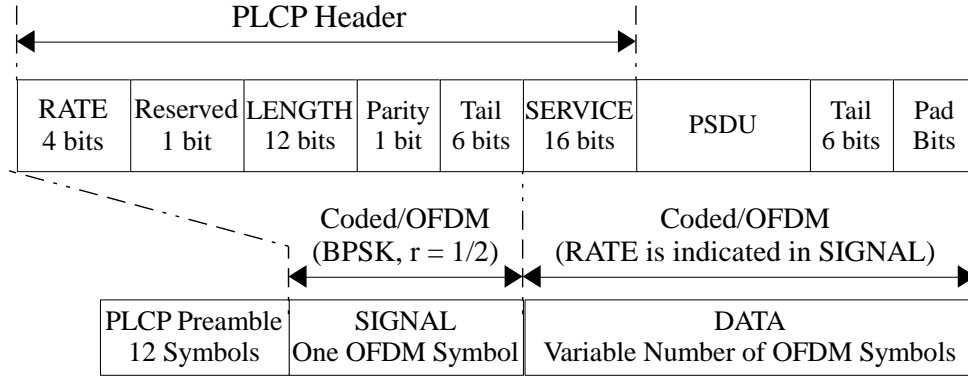 PLCP Header
RATE
4 bits
Reserved
1 bit
LENGTH
12 bits
Parity
1 bit
Tail
6 bits
SERVICE
16 bits
PSDU
Tail
6 bits
Pad
Bits
Coded/OFDM
(BPSK, r = 1/2)
Coded/OFDM
(RATE is indicated in SIGNAL)
PLCP Preamble
12 Symbols
SIGNAL
One OFDM Symbol
DATA
Variable Number of OFDM Symbols